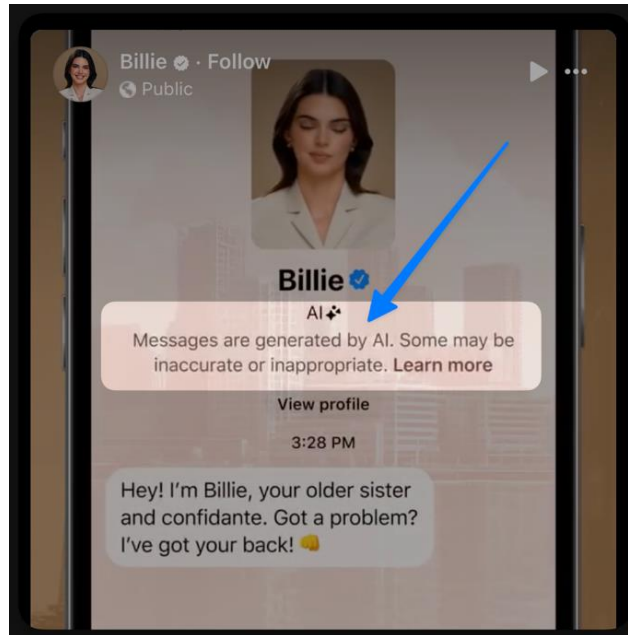 Billie · Follow
Public
Billie
AI
Messages are generated by AI. Some may be
inaccurate or inappropriate. Learn more
View profile
3:28 PM
Hey! I'm Billie, your older sister
and confidante. Got a problem?
I've got your back! 👊